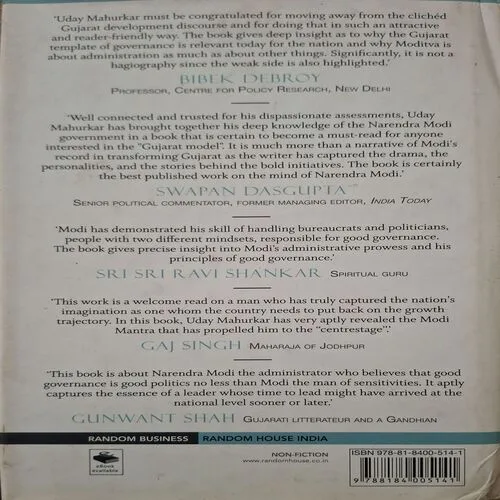 'Uday Mahurkar must be congratulated for moving away from the clichéd
Gujarat development discourse and for doing that in such an attractive
and reader-friendly way. The book gives deep insight as to why the Gujarat
template of governance is relevant today for the nation and why Moditva is
about administration as much as about other things. Significantly, it is not a
hagiography since the weak side is also highlighted.'
BIBEK DEBROY
PROFESSOR, CENTRE FOR POLICY RESEARCH, NEW DELHI
'Well connected and trusted for his dispassionate assessments, Uday
Mahurkar has brought together his deep knowledge of the Narendra Modi
government in a book that is certain to become a must-read for anyone
interested in the "Gujarat model". It is much more than a narrative of Modi's
record in transforming Gujarat as the writer has captured the drama, the
personalities, and the stories behind the bold initiatives. The book is certainly
the best published work on the mind of Narendra Modi.'
SWAPAN DASGUPTA
SENIOR POLITICAL COMMENTATOR, FORMER MANAGING EDITOR, INDIA TODAY
'Modi has demonstrated his skill of handling bureaucrats and politicians,
people with two different mindsets, responsible for good governance.
The book gives precise insight into Modi's administrative prowess and his
principles of good governance.'
SRI SRI RAVI SHANKAR SPIRITUAL GURU
'This work is a welcome read on a man who has truly captured the nation's
imagination as one whom the country needs to put back on the growth
trajectory. In this book, Uday Mahurkar has very aptly revealed the Modi
Mantra that has propelled him to the "centrestage".'
GAJ SINGH MAHARAJA OF JODHPUR
'This book is about Narendra Modi the administrator who believes that good
governance is good politics no less than Modi the man of sensitivities. It aptly
captures the essence of a leader whose time to lead might have arrived at the
national level sooner or later.'
GUNWANT SHAH GUJARATI LITTERATEUR AND A GANDHIAN
RANDOM BUSINESS RANDOM HOUSE INDIA
eBook
available
NON-FICTION
www.randomhouse.co.in
ISBN 978-81-8400-514-1
9 788184 005141